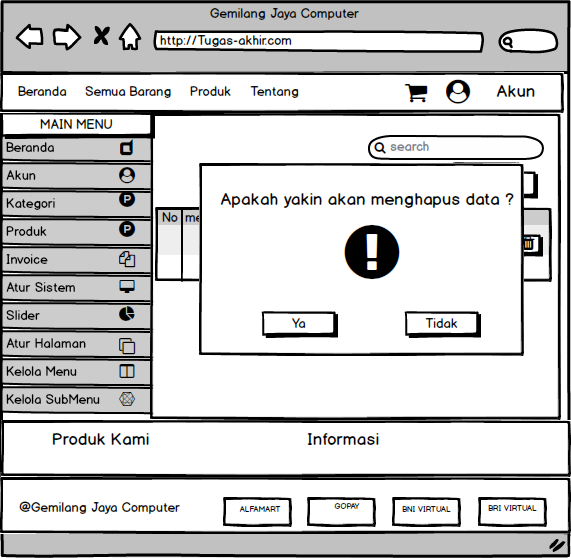 Gemilang Jaya Computer
http://Tugas-akhir.com
Beranda Semua Barang Produk Tentang Akun
MAIN MENU
Beranda
Akun
Kategori P
Produk P
Invoice
Atur Sistem
Slider
Atur Halaman
Kelola Menu
Kelola SubMenu
search
No me
Apakah yakin akan menghapus data ?
!
Ya Tidak
Produk Kami Informasi
@Gemilang Jaya Computer ALFAMART GOPAY BNI VIRTUAL BRI VIRTUAL